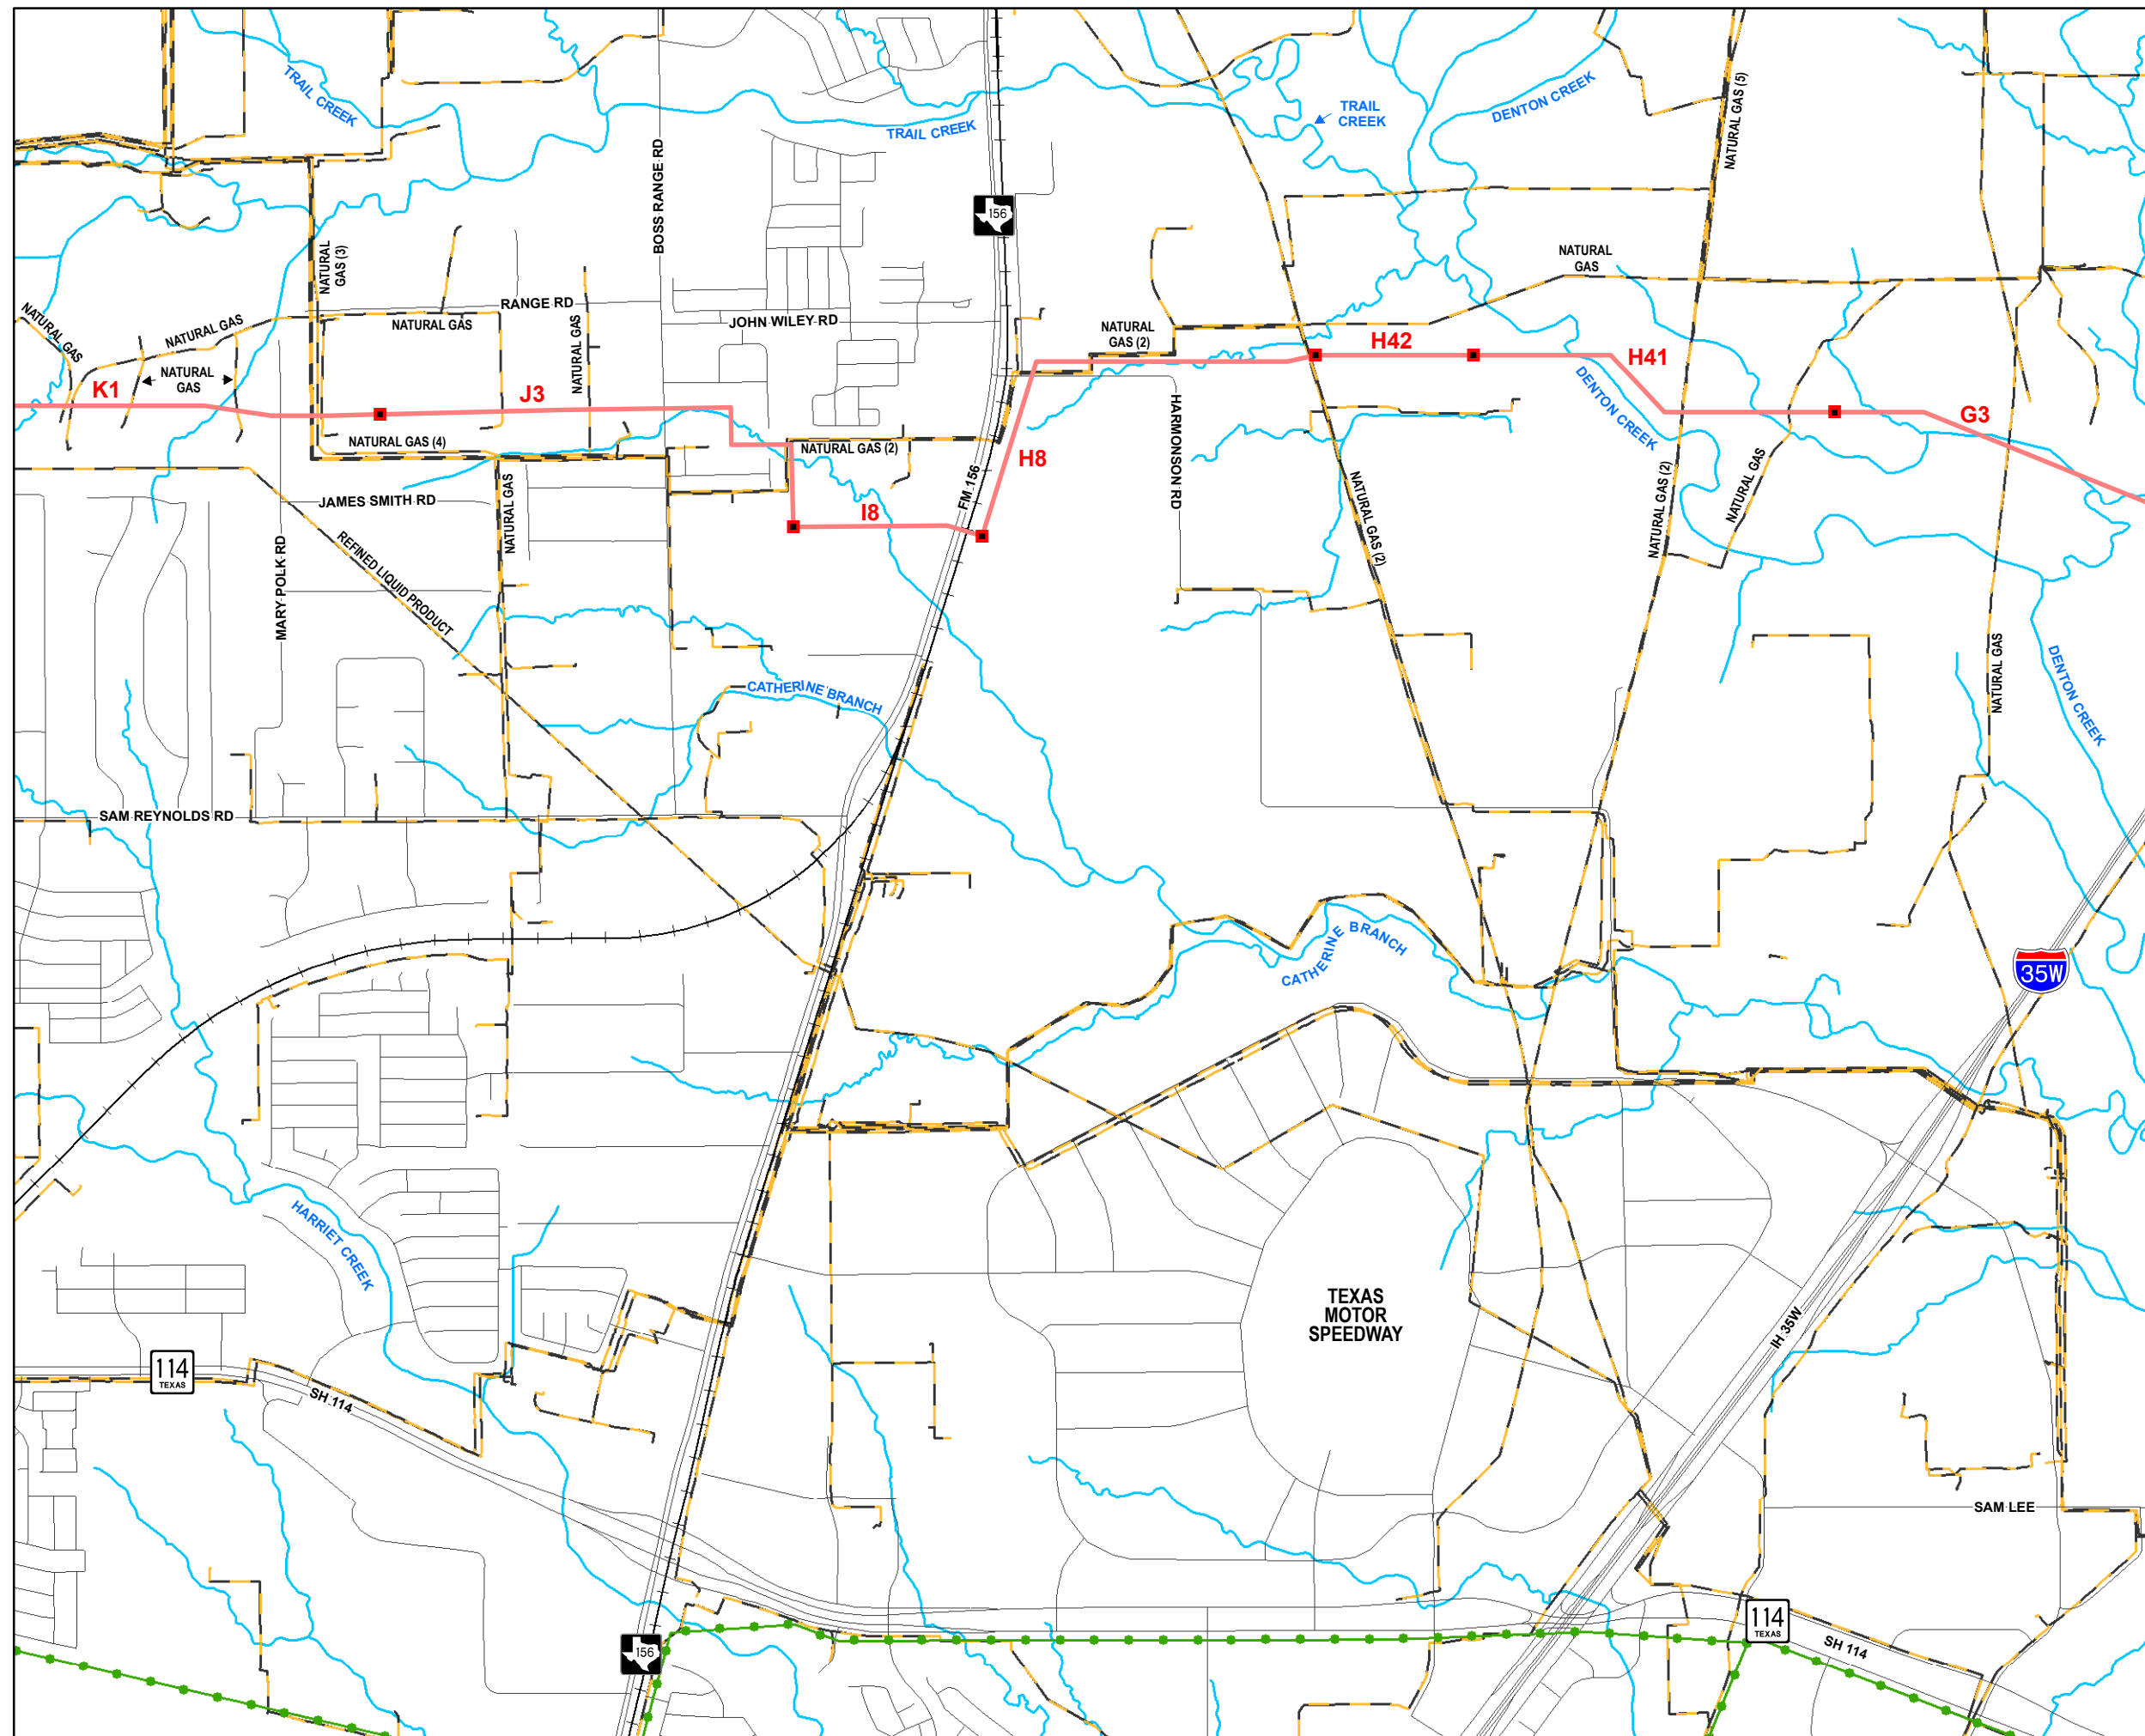 TRAIL CREEK
TRAIL CREEK
TRAIL
CREEK
DENTON CREEK
NATURAL GAS (5)
BOSS RANGE RD
156
NATURAL
GAS (3)
NATURAL
GAS
RANGE RD
NATURAL GAS
NATURAL GAS
NATURAL GAS
NATURAL GAS
JOHN WILEY RD
NATURAL
GAS (2)
H42
H41
K1
NATURAL
GAS
J3
HARMONSON RD
DENTON CREEK
G3
NATURAL GAS (4)
NATURAL GAS (2)
H8
FM 156
I8
NATURAL GAS (2)
NATURAL GAS (2)
NATURAL GAS
JAMES SMITH RD
NATURAL GAS
MARY POLK RD
REFINED LIQUID PRODUCT
NATURAL GAS
DENTON CREEK
CATHERINE BRANCH
SAM REYNOLDS RD
CATHERINE BRANCH
35W
HARRIET CREEK
TEXAS
MOTOR
SPEEDWAY
IH 35W
114
TEXAS
SH 114
SAM LEE
156
114
TEXAS
SH 114